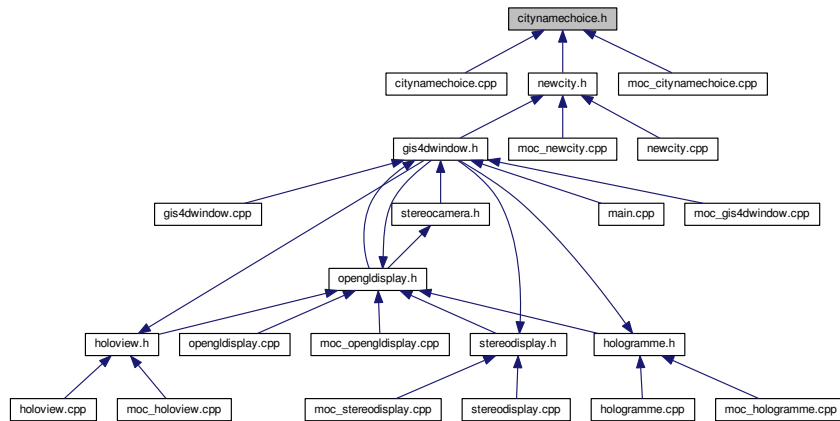 citynamechoice.h
citynamechoice.cpp
newcity.h
moc_citynamechoice.cpp
gis4dwindow.h
moc_newcity.cpp
newcity.cpp
gis4dwindow.cpp
stereocamera.h
main.cpp
moc_gis4dwindow.cpp
opengldisplay.h
holoview.h
opengldisplay.cpp
moc_opengldisplay.cpp
stereodisplay.h
hologramme.h
holoview.cpp
moc_holoview.cpp
moc_stereodisplay.cpp
stereodisplay.cpp
hologramme.cpp
moc_hologramme.cpp